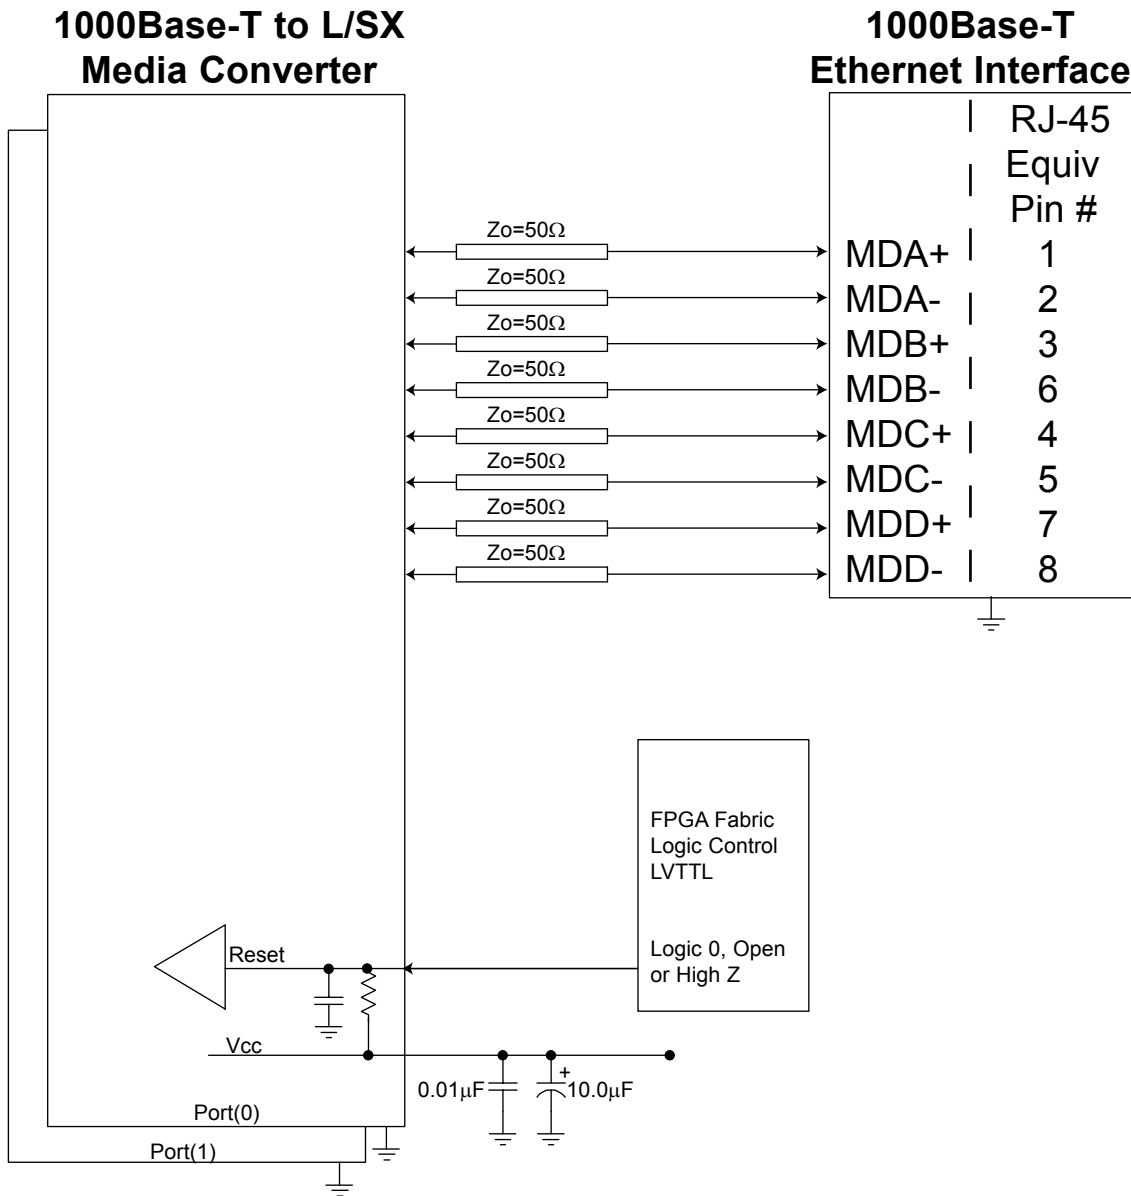 1000Base-T to L/SX
Media Converter
1000Base-T
Ethernet Interface
RJ-45
Equiv
Pin #
Zo=50Ω
MDA+ 1
Zo=50Ω
MDA- 2
Zo=50Ω
MDB+ 3
Zo=50Ω
MDB- 6
Zo=50Ω
MDC+ 4
Zo=50Ω
MDC- 5
Zo=50Ω
MDD+ 7
Zo=50Ω
MDD- 8
FPGA Fabric
Logic Control
LVTTL
Logic 0, Open
or High Z
Reset
Vcc
0.01μF
+
10.0μF
Port(0)
Port(1)